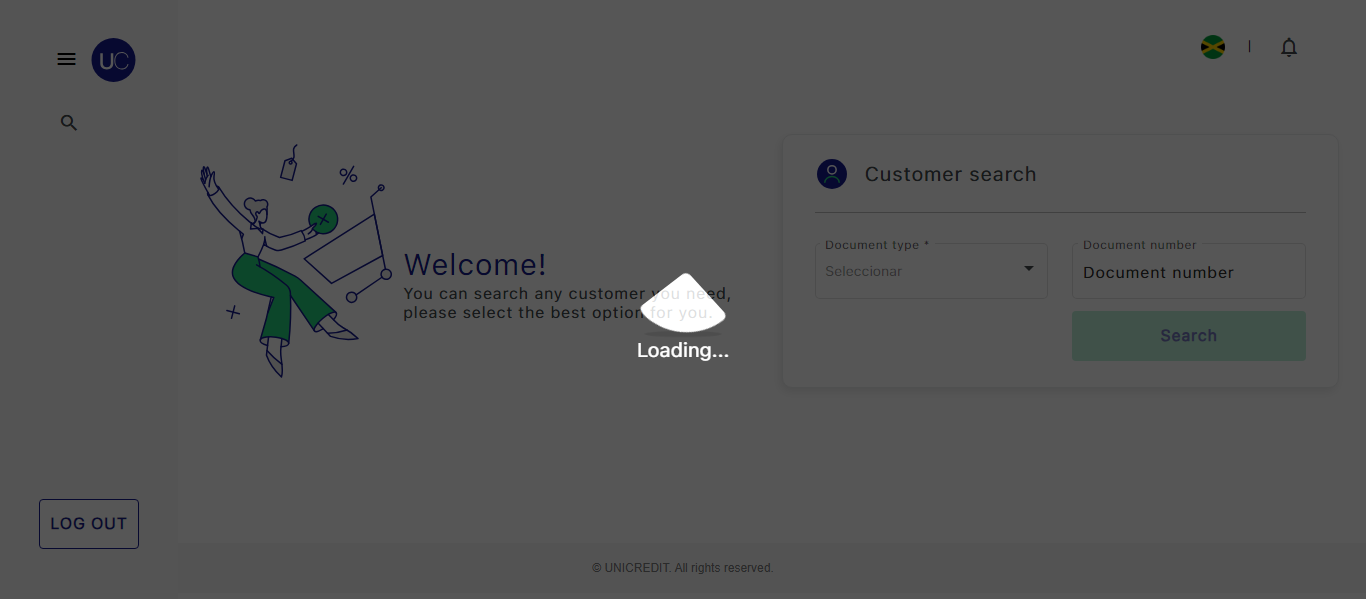 UC
Customer search
Document type *
Seleccionar
Document number
Document number
Welcome!
You can search any customer you need,
please select the best option for you.
Search
Loading...
LOG OUT
© UNICREDIT. All rights reserved.